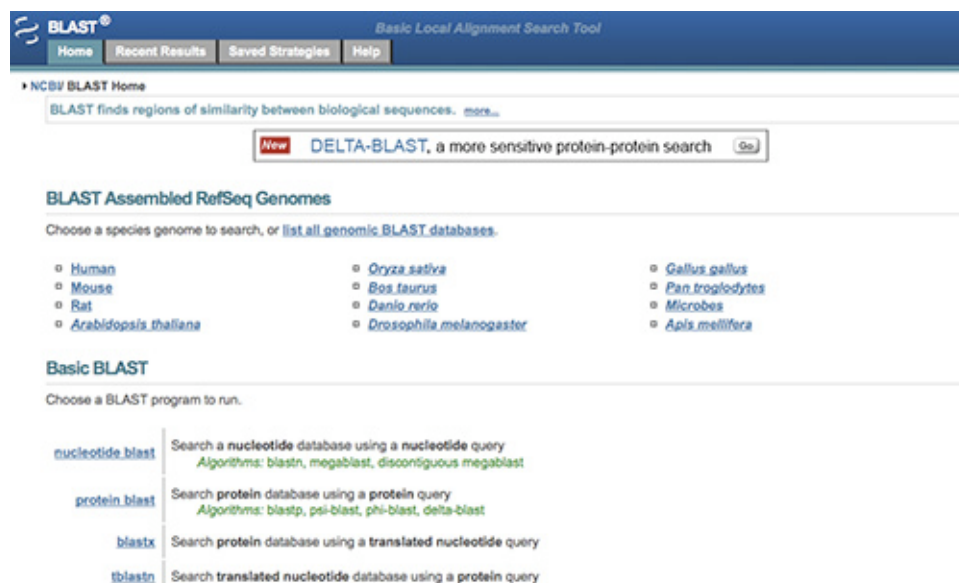 BLAST®
Basic Local Alignment Search Tool
Home Recent Results Saved Strategies Help
NCBI/ BLAST Home
BLAST finds regions of similarity between biological sequences. more...
New DELTA-BLAST, a more sensitive protein-protein search Go
BLAST Assembled RefSeq Genomes
Choose a species genome to search, or list all genomic BLAST databases.
Human Oryza sativa Gallus gallus
Mouse Bos taurus Pan troglodytes
Rat Danio rerio Microbes
Arabidopsis thaliana Drosophila melanogaster Apis mellifera
Basic BLAST
Choose a BLAST program to run.
nucleotide blast Search a nucleotide database using a nucleotide query
Algorithms: blastn, megablast, discontiguous megablast
protein blast Search protein database using a protein query
Algorithms: blastp, psi-blast, phi-blast, delta-blast
blastx Search protein database using a translated nucleotide query
tblastn Search translated nucleotide database using a protein query